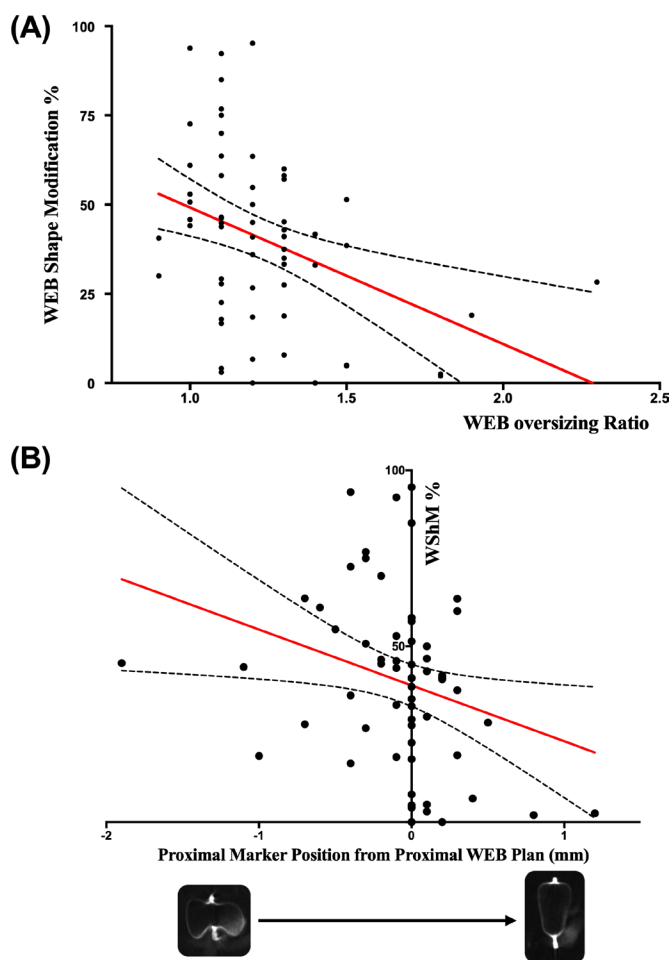 (A)
WEB Shape Modification %
100
75
50
25
0
1.0
1.5
2.0
2.5
WEB oversizing Ratio
(B)
100
WShM %
50
-2
-1
0
1
Proximal Marker Position from Proximal WEB Plan (mm)